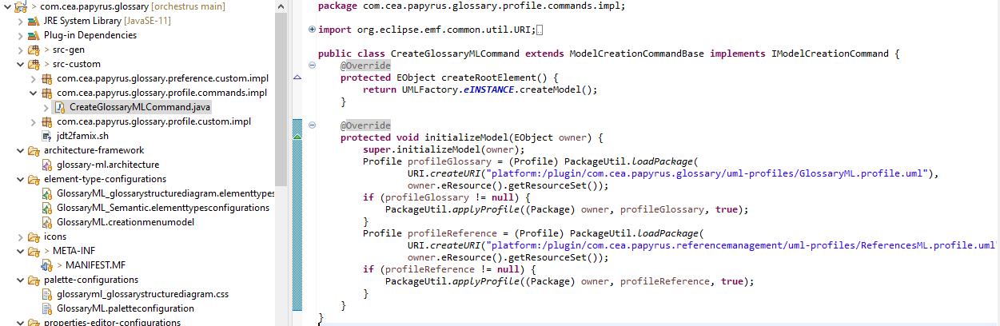 com.cea.papyrus.glossary [orchestrus main]
JRE System Library [JavaSE-11]
Plug-in Dependencies
> src-gen
> src-custom
com.cea.papyrus.glossary.preference.custom.impl
com.cea.papyrus.glossary.profile.commands.impl
CreateGlossaryMLCommand.java
com.cea.papyrus.glossary.profile.custom.impl
jdt2famix.sh
architecture-framework
glossary-ml.architecture
element-type-configurations
GlossaryML_glossarystructurediagram.elementtypes
GlossaryML_Semantic.elementtypesconfigurations
GlossaryML.creationmenumodel
icons
> META-INF
> MANIFEST.MF
palette-configurations
glossaryml_glossarystructurediagram.css
GlossaryML.paletteconfiguration
properties-editor-configurations
package com.cea.papyrus.glossary.profile.commands.impl;
import org.eclipse.emf.common.util.URI;
public class CreateGlossaryMLCommand extends ModelCreationCommandBase implements IModelCreationCommand {
@Override
protected EObject createRootElement() {
return UMLFactory.eINSTANCE.createModel();
}
@Override
protected void initializeModel(EObject owner) {
super.initializeModel(owner);
Profile profileGlossary = (Profile) PackageUtil.loadPackage(
URI.createURI("platform:/plugin/com.cea.papyrus.glossary/uml-profiles/GlossaryML.profile.uml"),
owner.eResource().getResourceSet());
if (profileGlossary != null) {
PackageUtil.applyProfile((Package) owner, profileGlossary, true);
}
Profile profileReference = (Profile) PackageUtil.loadPackage(
URI.createURI("platform:/plugin/com.cea.papyrus.referencemanagement/uml-profiles/ReferencesML.profile.uml"
owner.eResource().getResourceSet());
if (profileReference != null) {
PackageUtil.applyProfile((Package) owner, profileReference, true);
}
}
}